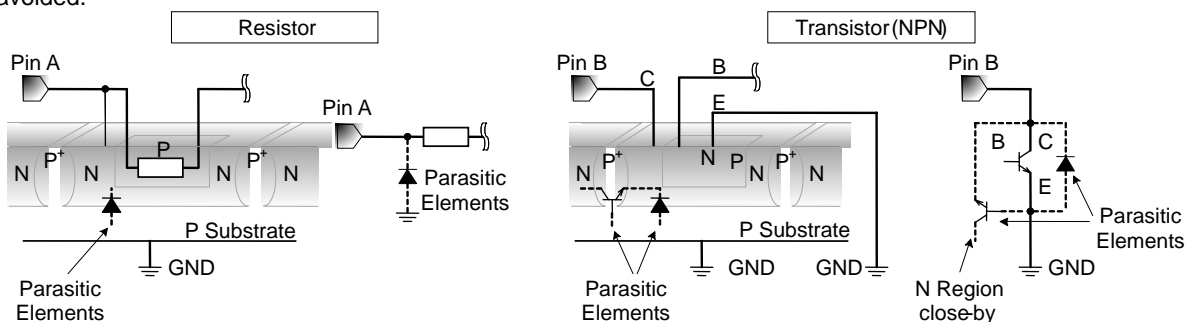 avoided.
Resistor
Transistor (NPN)
Pin A
Pin A
P
N
P+
N
N
P+
N
Parasitic
Elements
P Substrate
GND
Parasitic
Elements
Pin B
C
B
E
N
P+
N
N
P
P+
N
P Substrate
GND
GND
Parasitic
Elements
Pin B
B
C
E
Parasitic
Elements
GND
N Region
close-by